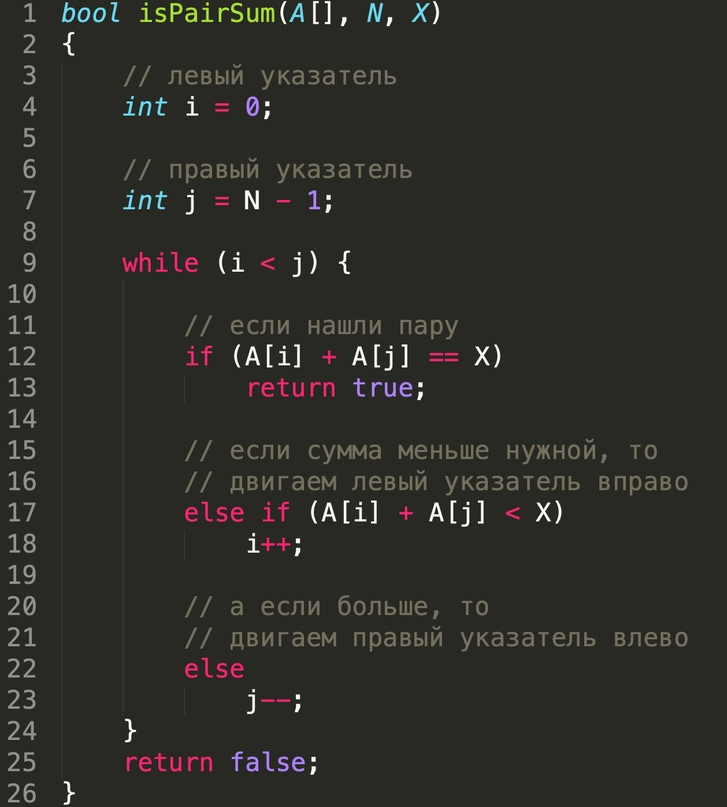 1 bool isPairSum(A[], N, X)
2 {
3     // левый указатель
4     int i = 0;
5
6     // правый указатель
7     int j = N - 1;
8
9     while (i < j) {
10
11         // если нашли пару
12         if (A[i] + A[j] == X)
13             return true;
14
15         // если сумма меньше нужной, то
16         // двигаем левый указатель вправо
17         else if (A[i] + A[j] < X)
18             i++;
19
20         // а если больше, то
21         // двигаем правый указатель влево
22         else
23             j--;
24     }
25     return false;
26 }